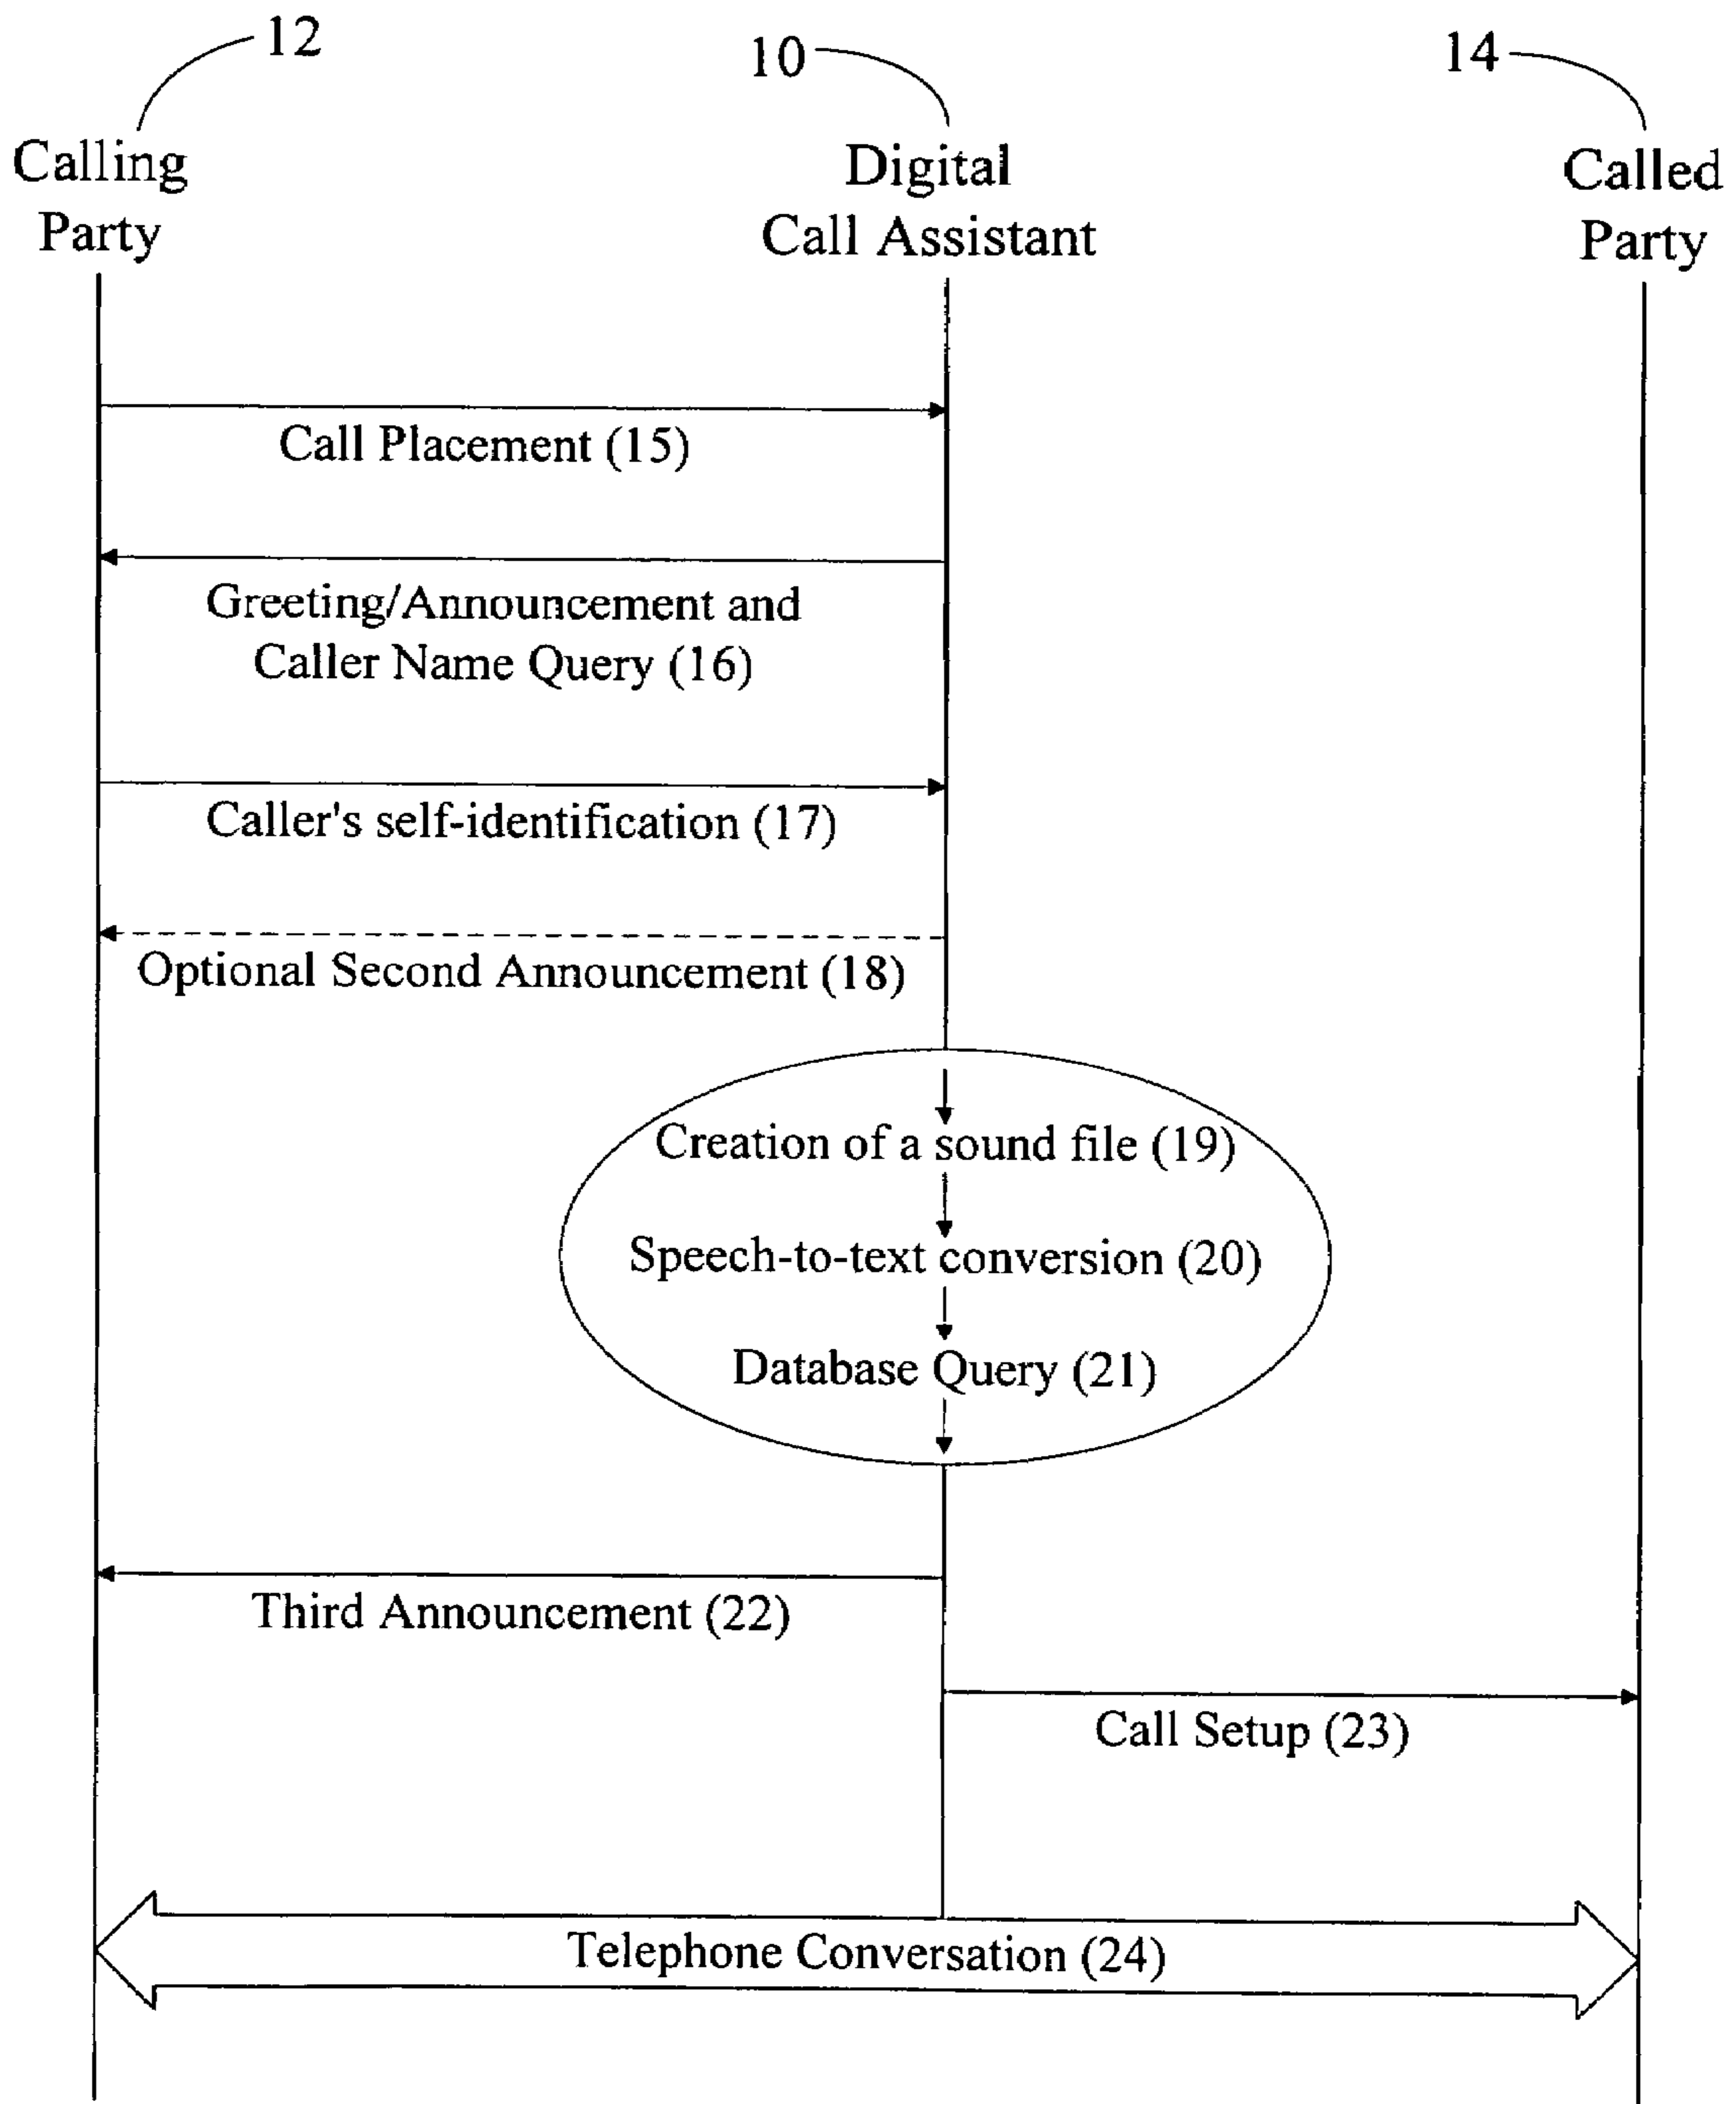 12
10
14
Calling
Party
Digital
Call Assistant
Called
Party
Call Placement (15)
Greeting/Announcement and
Caller Name Query (16)
Caller's self-identification (17)
Optional Second Announcement (18)
Creation of a sound file (19)
Speech-to-text conversion (20)
Database Query (21)
Third Announcement (22)
Call Setup (23)
Telephone Conversation (24)